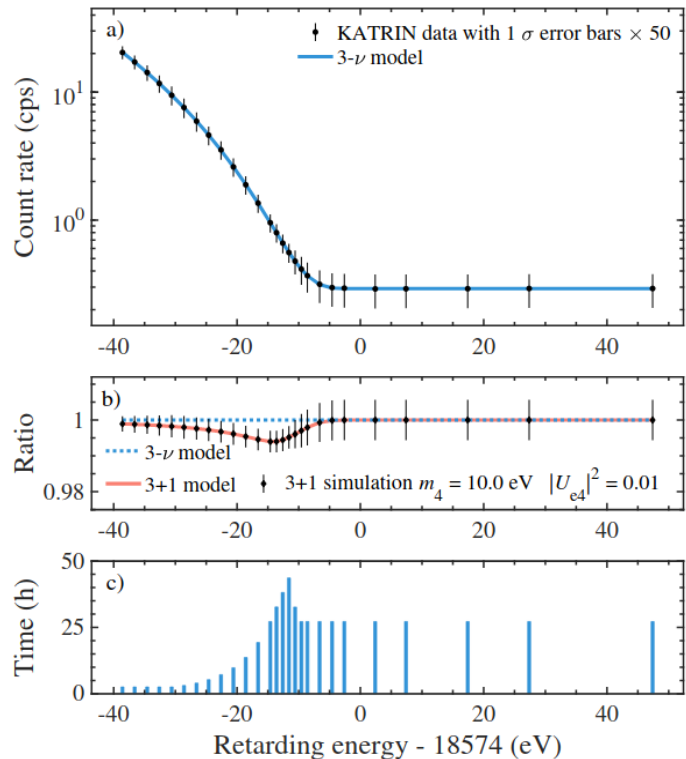 a)
KATRIN data with 1 σ error bars × 50
3-ν model
Count rate (cps)
10¹
10⁰
-40 -20 0 20 40
b)
Ratio
1
0.98
3-ν model
3+1 model
3+1 simulation m₄ = 10.0 eV |Uₑ₄|² = 0.01
-40 -20 0 20 40
c)
Time (h)
50
25
0
-40 -20 0 20 40
Retarding energy - 18574 (eV)